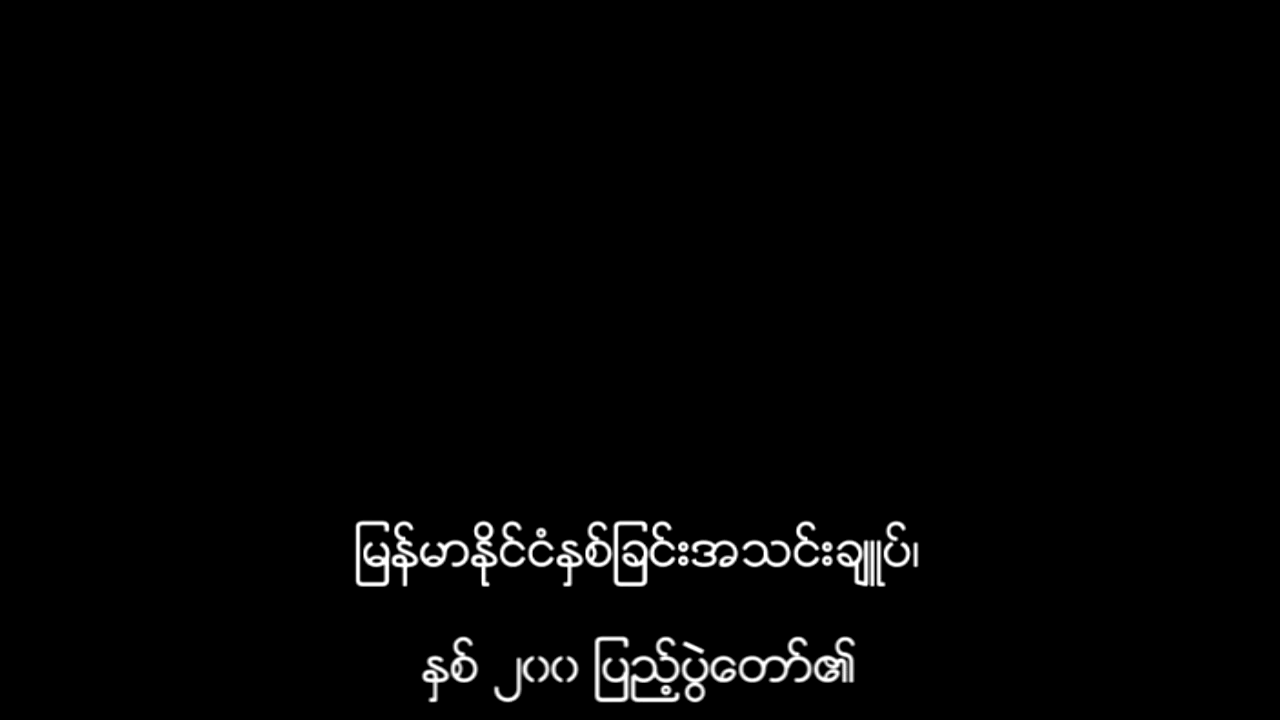 မြန်မာနိုင်ငံနှစ်ခြင်းအသင်းချူပ်၊
နှစ် ၂၀၀ ပြည့်ပွဲတော်၏